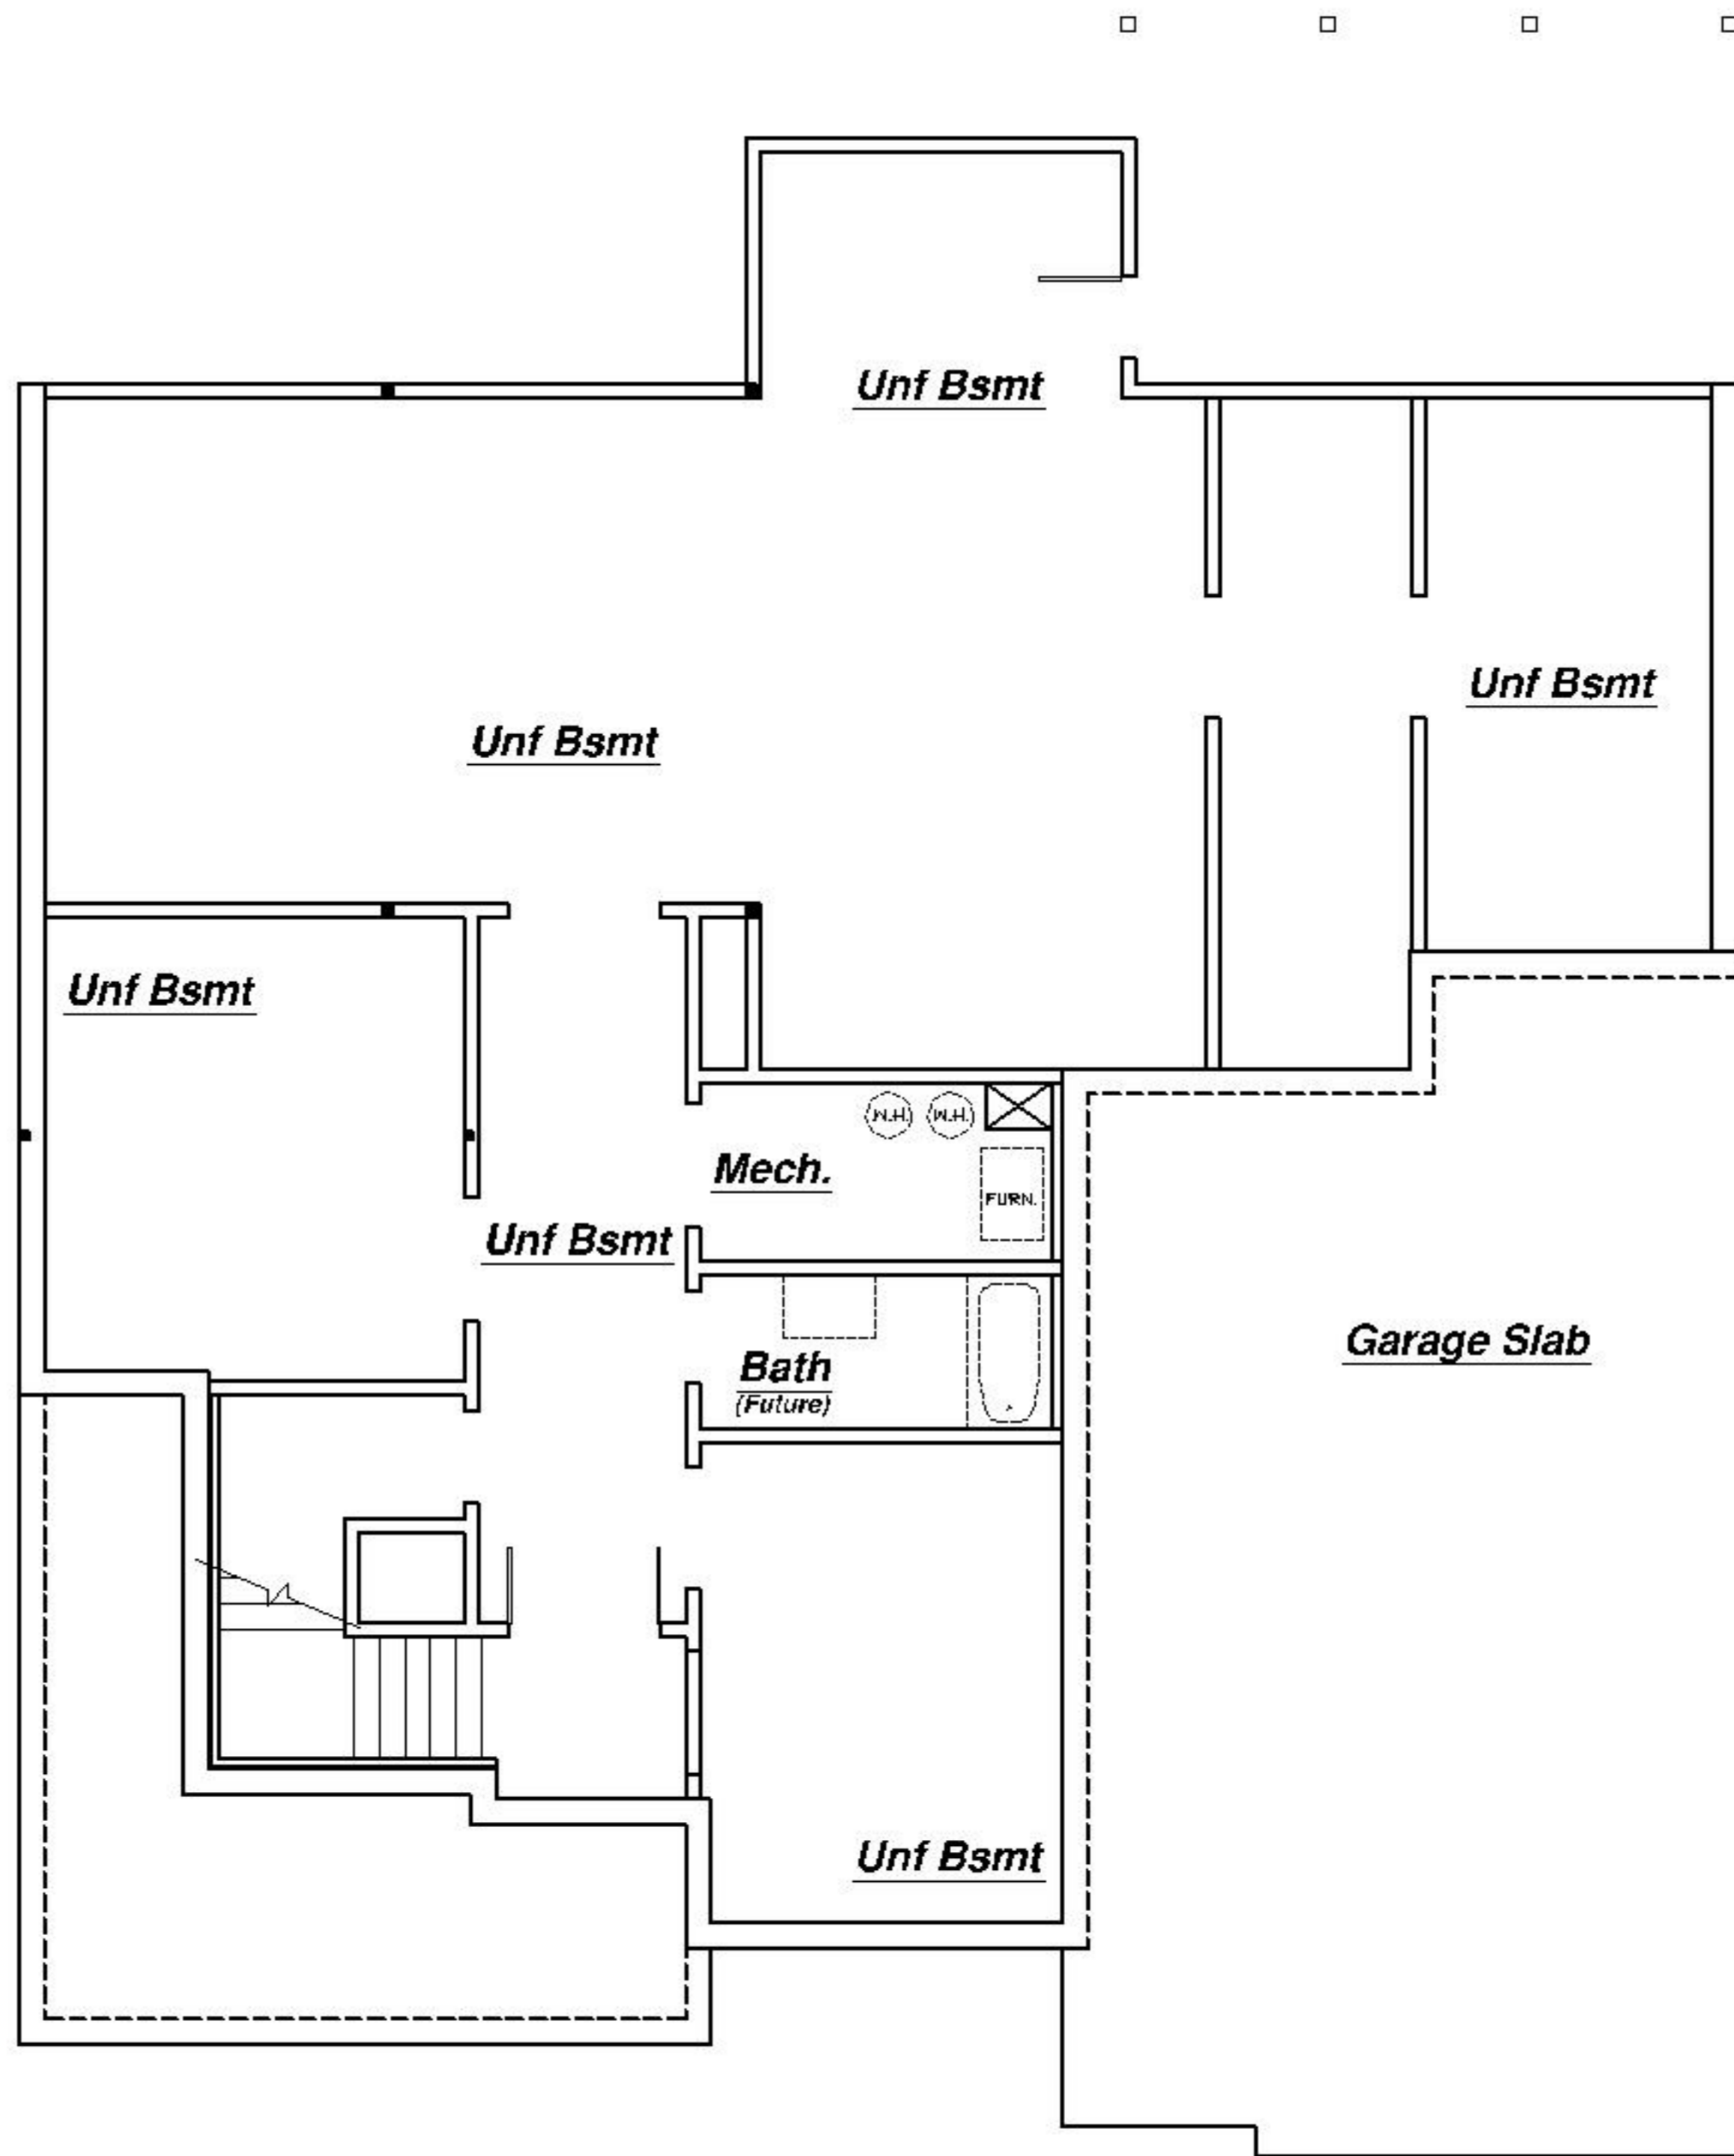 Unf Bsmt
Unf Bsmt
Unf Bsmt
Unf Bsmt
W.H.
W.H.
Mech.
FURN.
Unf Bsmt
Garage Slab
Bath
(Future)
Unf Bsmt